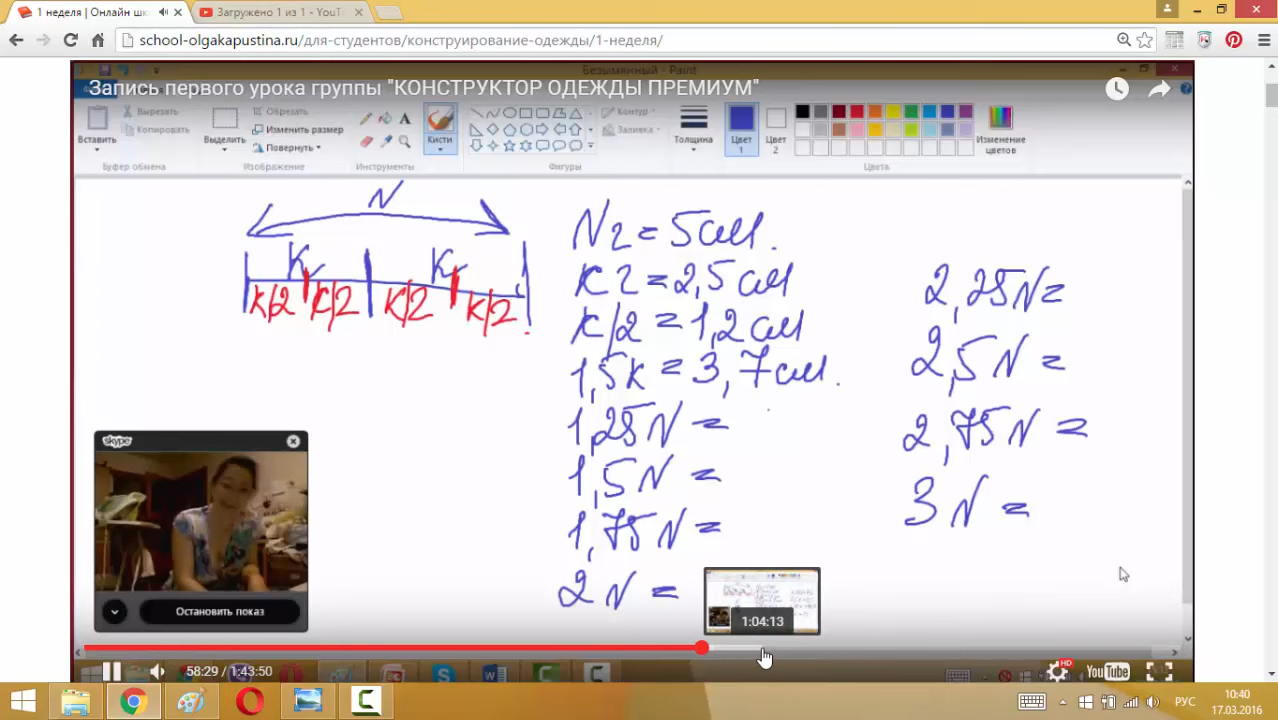 1 неделя | Онлайн шк
Загружено 1 из 1 - YouT
school-olgakapustina.ru/для-студентов/конструирование-одежды/1-неделя/
Безымянный - Paint
Запись первого урока группы "КОНСТРУКТОР ОДЕЖДЫ ПРЕМИУМ"
Вырезать
Копировать
Вставить
Буфер обмена
Выделить
Обрезать
Изменить размер
Повернуть
Изображение
A
Инструменты
Кисти
Контур
Заливка
Фигуры
Толщина
Цвет 1
Цвет 2
Изменение цветов
Цвета
N
K K
K/2 K/2 K/2 K/2
N2 = 5см.
K2 = 2,5см
K/2 = 1,2см
1,5K = 3,7см.
1,25N =
1,5N =
1,75N =
2N =
2,25N=
2,5N =
2,75N =
3N =
skype
Остановить показ
1:04:13
58:29 / 1:43:50
HD
YouTube
РУС
10:40
17.03.2016